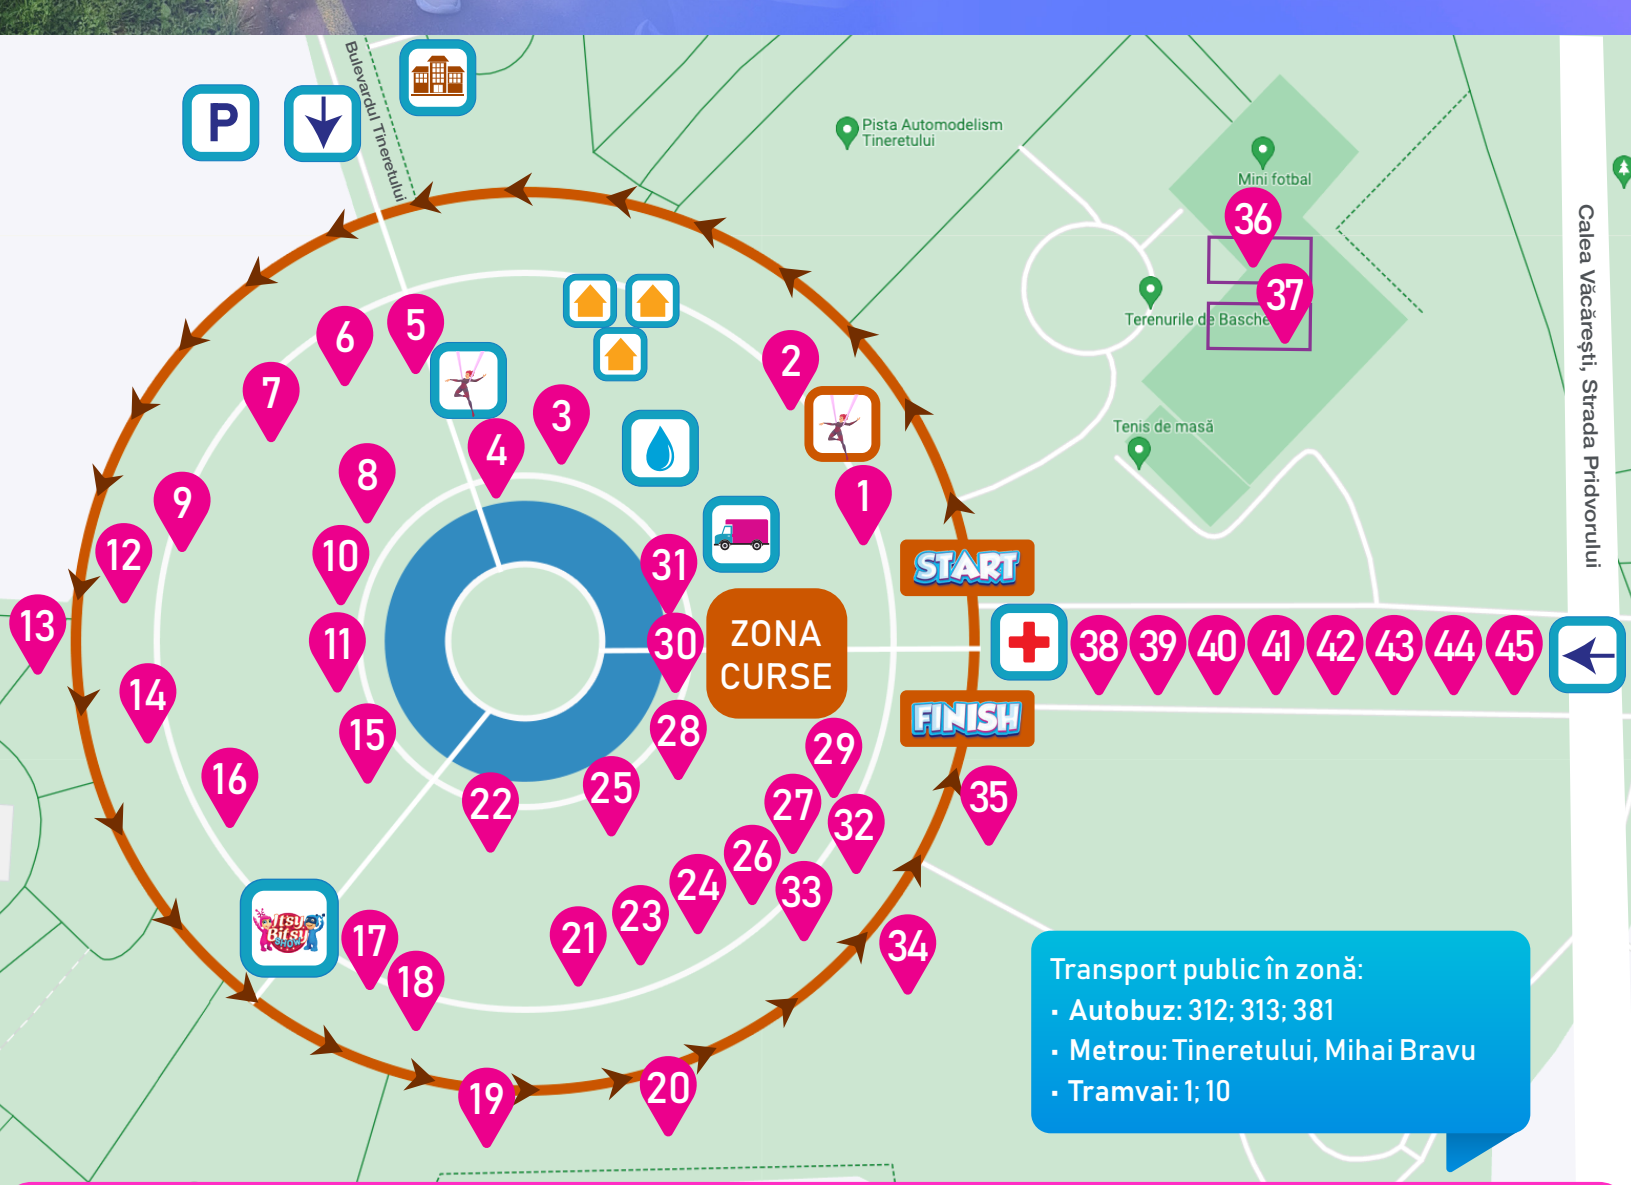 Bulevardul Tineretului
P
Pista Automodelism
Tineretului
Mini fotbal
36
37
Terenurile de Basche
Calea Văcărești, Strada Pridvorului
Tenis de masă
5
6
7
2
3
4
8
1
9
12
10
31
START
13
11
30
ZONA
CURSE
38
39
40
41
42
43
44
45
14
15
28
FINISH
29
16
22
25
27
32
35
26
24
33
23
21
34
Itsy
Bitsy
SHOW
17
18
19
20
Transport public în zonă:
· Autobuz: 312; 313; 381
· Metrou: Tineretului, Mihai Bravu
· Tramvai: 1; 10